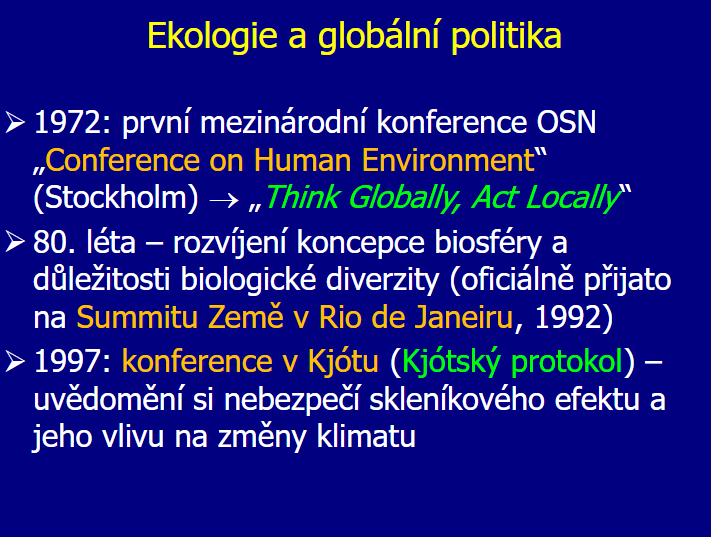 Ekologie a globální politika
➢ 1972: první mezinárodní konference OSN
„Conference on Human Environment“
(Stockholm) → „Think Globally, Act Locally“
➢ 80. léta – rozvíjení koncepce biosféry a
důležitosti biologické diverzity (oficiálně přijato
na Summitu Země v Rio de Janeiru, 1992)
➢ 1997: konference v Kjótu (Kjótský protokol) –
uvědomění si nebezpečí skleníkového efektu a
jeho vlivu na změny klimatu